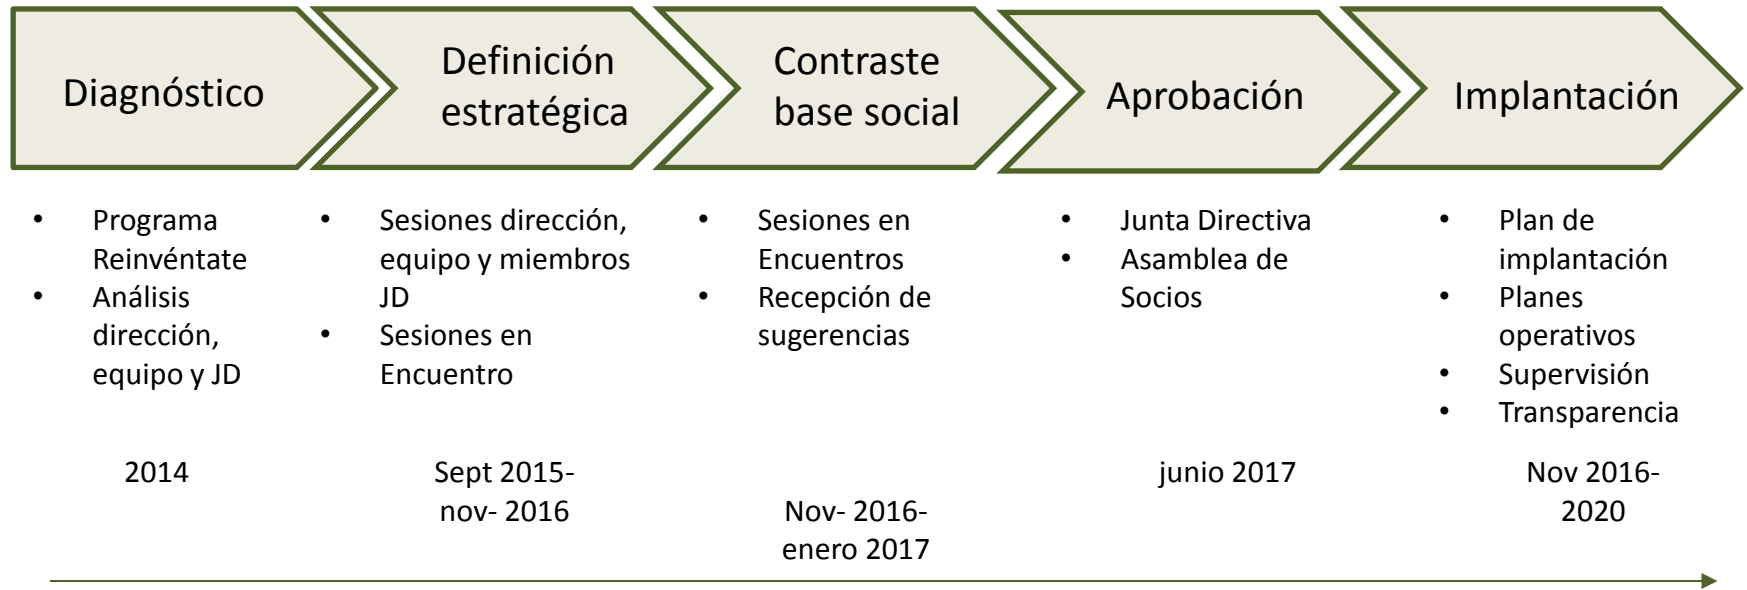 Diagnóstico
Definición
estratégica
Contraste
base social
Aprobación
Implantación
• Programa
Reinvéntate
• Análisis
dirección,
equipo y JD
• Sesiones dirección,
equipo y miembros
JD
• Sesiones en
Encuentro
• Sesiones en
Encuentros
• Recepción de
sugerencias
• Junta Directiva
• Asamblea de
Socios
• Plan de
implantación
• Planes
operativos
• Supervisión
• Transparencia
2014
Sept 2015-
nov- 2016
Nov- 2016-
enero 2017
junio 2017
Nov 2016-
2020